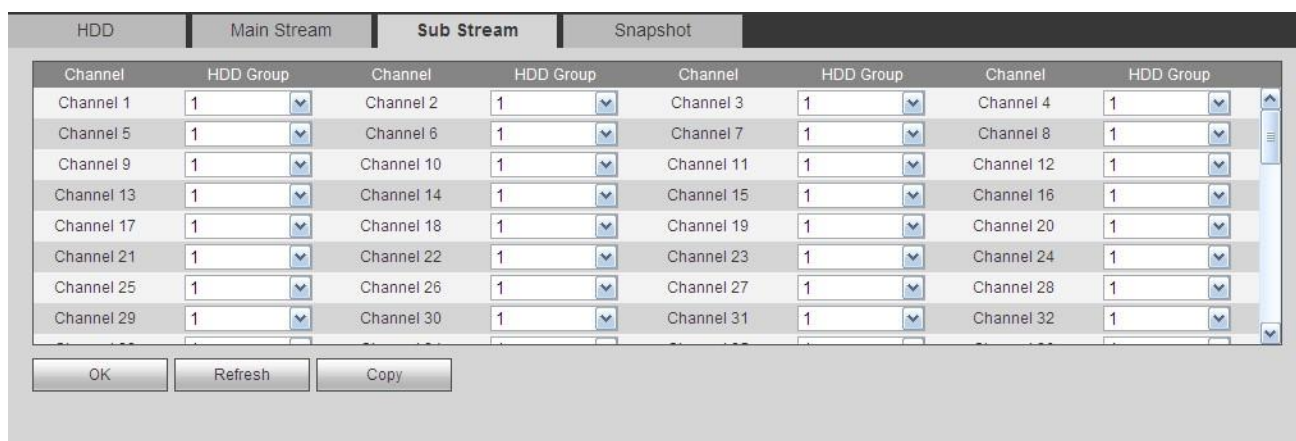 HDD Main Stream Sub Stream Snapshot
Channel HDD Group Channel HDD Group Channel HDD Group Channel HDD Group
Channel 1 1 Channel 2 1 Channel 3 1 Channel 4 1
Channel 5 1 Channel 6 1 Channel 7 1 Channel 8 1
Channel 9 1 Channel 10 1 Channel 11 1 Channel 12 1
Channel 13 1 Channel 14 1 Channel 15 1 Channel 16 1
Channel 17 1 Channel 18 1 Channel 19 1 Channel 20 1
Channel 21 1 Channel 22 1 Channel 23 1 Channel 24 1
Channel 25 1 Channel 26 1 Channel 27 1 Channel 28 1
Channel 29 1 Channel 30 1 Channel 31 1 Channel 32 1
OK Refresh Copy